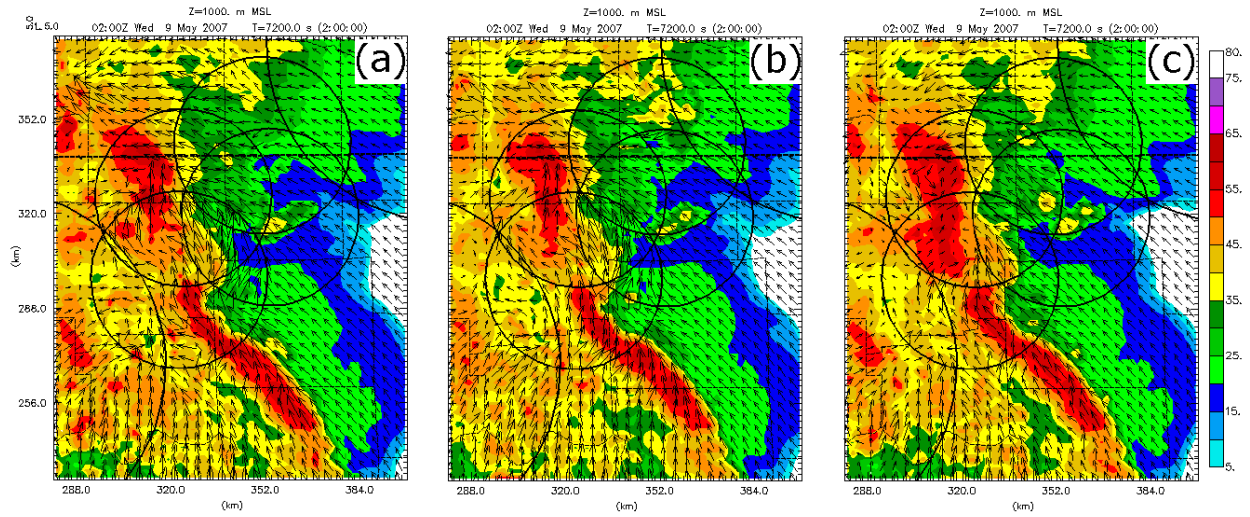 Z=1000. m MSL
02:00Z Wed 9 May 2007 T=7200.0 s (2:00:00)
(a)
352.0
320.0
288.0
256.0
(km)
288.0 320.0 352.0 384.0
(km)
Z=1000. m MSL
02:00Z Wed 9 May 2007 T=7200.0 s (2:00:00)
(b)
288.0 320.0 352.0 384.0
(km)
Z=1000. m MSL
02:00Z Wed 9 May 2007 T=7200.0 s (2:00:00)
(c)
288.0 320.0 352.0 384.0
(km)
80.
75.
70.
65.
60.
55.
50.
45.
40.
35.
30.
25.
20.
15.
10.
5.